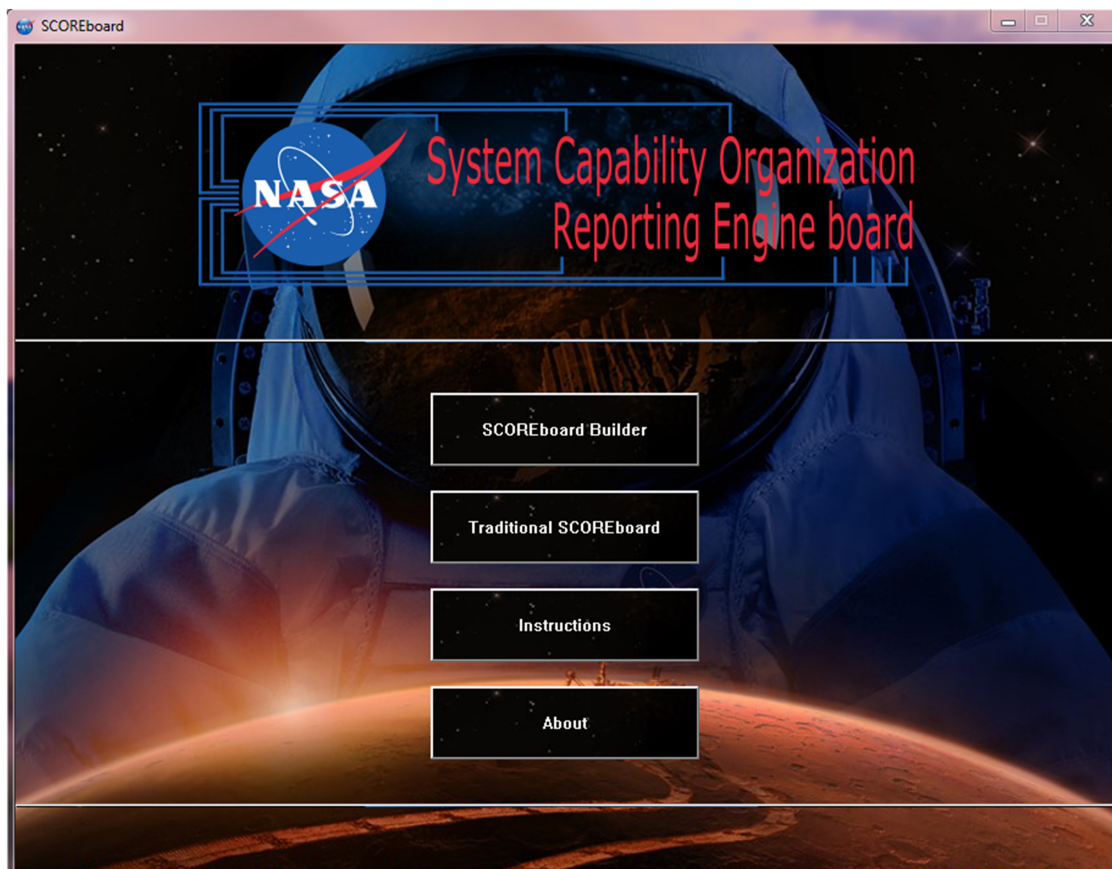 SCOREboard
NASA
System Capability Organization
Reporting Engine board
SCOREboard Builder
Traditional SCOREboard
Instructions
About